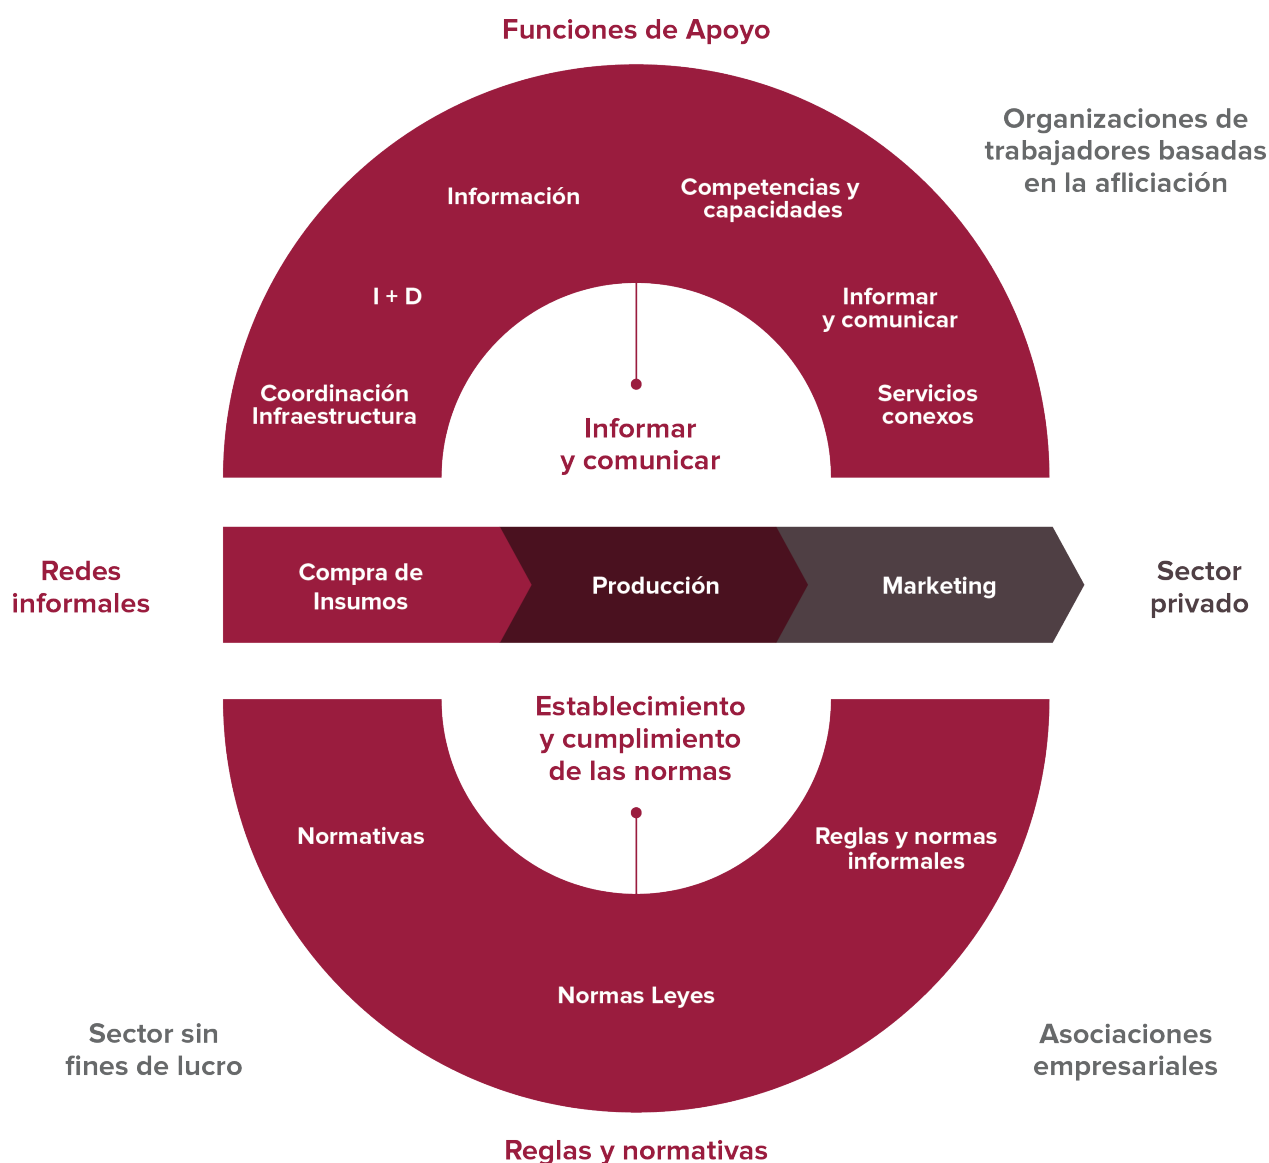 Funciones de Apoyo
Organizaciones de
trabajadores basadas
en la afliciación
Información
Competencias y
capacidades
I + D
Informar
y comunicar
Coordinación
Infraestructura
Servicios
conexos
Informar
y comunicar
Redes
informales
Compra de
Insumos
Producción
Marketing
Sector
privado
Establecimiento
y cumplimiento
de las normas
Normativas
Reglas y normas
informales
Normas Leyes
Sector sin
fines de lucro
Asociaciones
empresariales
Reglas y normativas